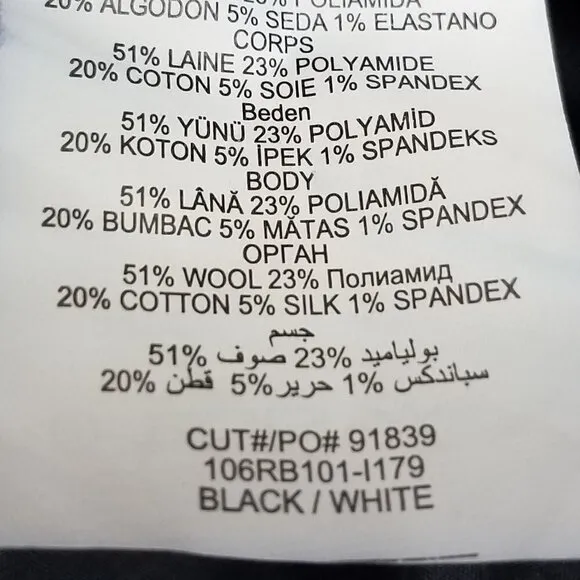 20% ALGODÓN 5% SEDA 1% ELASTANO
CORPS
51% LAINE 23% POLYAMIDE
20% COTON 5% SOIE 1% SPANDEX
Beden
51% YÜNÜ 23% POLYAMİD
20% KOTON 5% İPEK 1% SPANDEKS
BODY
51% LÂNĂ 23% POLIAMIDĂ
20% BUMBAC 5% MĂTAS 1% SPANDEX
ОРГАН
51% WOOL 23% Полиамид
20% COTTON 5% SILK 1% SPANDEX
جسم
51% صوف 23% بولياميد
20% قطن 5% حرير 1% سباندكس
CUT#/PO# 91839
106RB101-I179
BLACK / WHITE